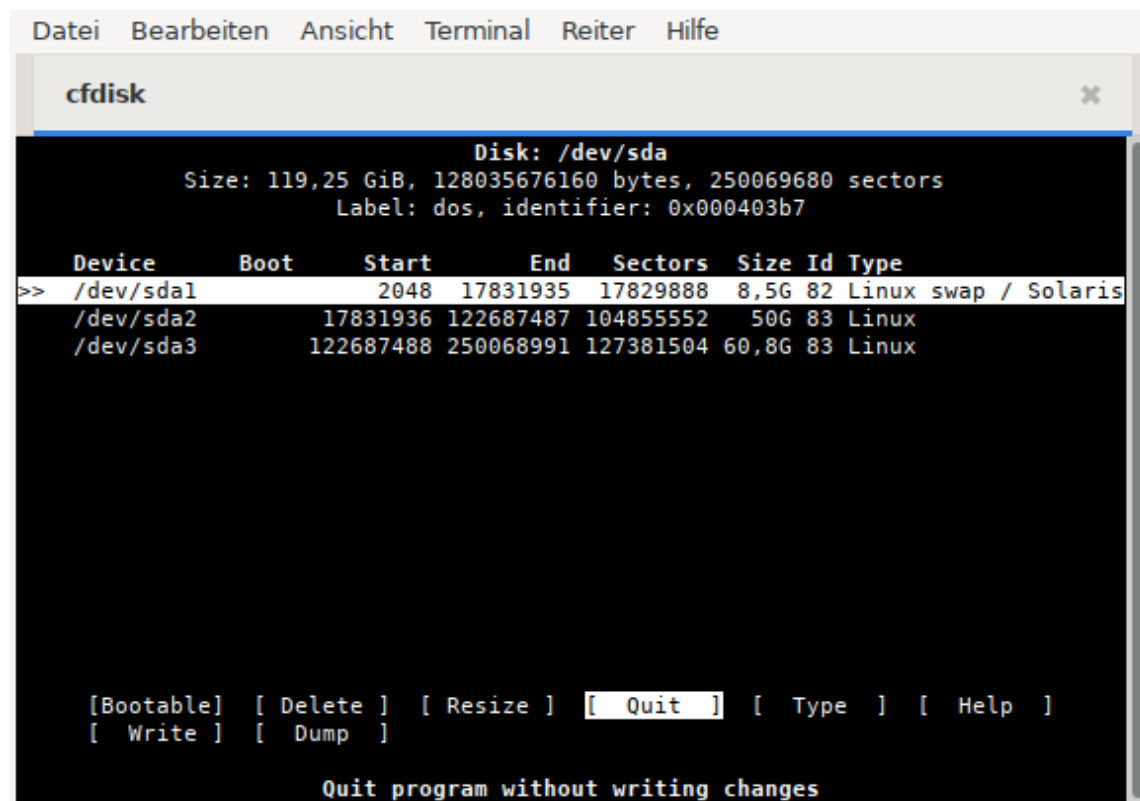 Datei Bearbeiten Ansicht Terminal Reiter Hilfe
cfdisk
Disk: /dev/sda
Size: 119,25 GiB, 128035676160 bytes, 250069680 sectors
Label: dos, identifier: 0x000403b7
Device Boot Start End Sectors Size Id Type
>> /dev/sda1 2048 17831935 17829888 8,5G 82 Linux swap / Solaris
/dev/sda2 17831936 122687487 104855552 50G 83 Linux
/dev/sda3 122687488 250068991 127381504 60,8G 83 Linux
[Bootable] [ Delete ] [ Resize ] [ Quit ] [ Type ] [ Help ]
[ Write ] [ Dump ]
Quit program without writing changes